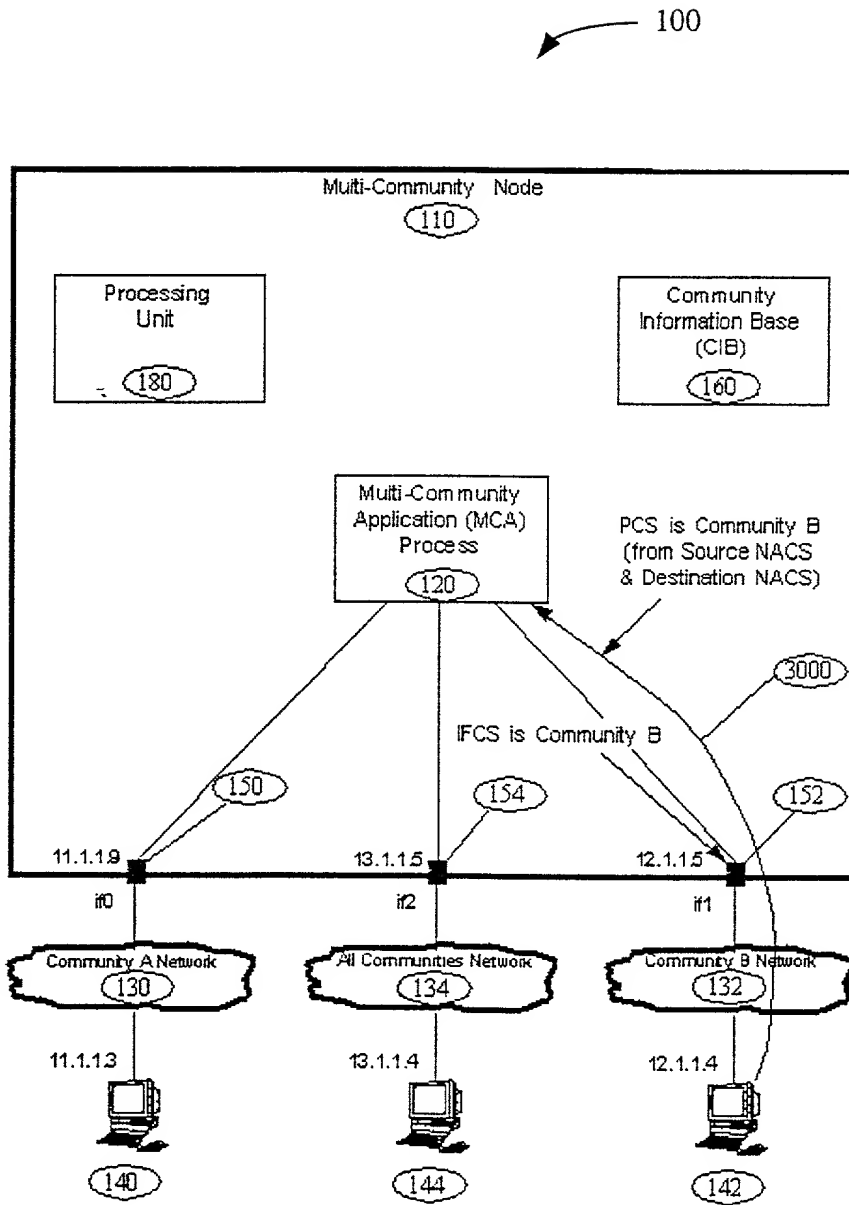 100
Multi-Community Node
110
Processing
Unit
180
Community
Information Base
(CIB)
160
Multi-Community
Application (MCA)
Process
120
PCS is Community B
(from Source NACS
& Destination NACS)
3000
IFCS is Community B
150
154
152
11.1.1.9
13.1.1.5
12.1.1.5
if0
if2
if1
Community A Network
130
All Communities Network
134
Community B Network
132
11.1.1.3
13.1.1.4
12.1.1.4
140
144
142